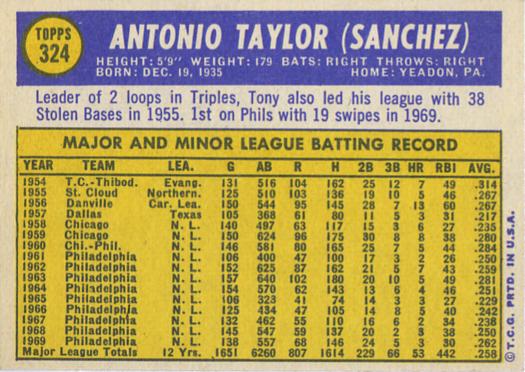 TOPPS
324
ANTONIO TAYLOR (SANCHEZ)
HEIGHT: 5'9" WEIGHT: 179 BATS: RIGHT THROWS: RIGHT
BORN: DEC. 19, 1935 HOME: YEADON, PA.
Leader of 2 loops in Triples, Tony also led his league with 38
Stolen Bases in 1955. 1st on Phils with 19 swipes in 1969.
MAJOR AND MINOR LEAGUE BATTING RECORD
YEAR TEAM LEA. G AB R H 2B 3B HR RBI AVG.
1954 T.C.-Thibod. Evang. 131 516 104 162 25 12 7 49 .314
1955 St. Cloud Northern. 125 510 103 136 19 10 5 46 .267
1956 Danville Car. Lea. 150 544 95 145 28 7 13 60 .267
1957 Dallas Texas 105 368 61 80 11 5 3 31 .217
1958 Chicago N. L. 140 497 63 117 15 3 6 27 .235
1959 Chicago N. L. 150 624 96 175 30 8 8 38 .280
1960 Chi.-Phil. N. L. 146 581 80 165 25 7 5 44 .284
1961 Philadelphia N. L. 106 400 47 100 17 3 2 26 .250
1962 Philadelphia N. L. 152 625 87 162 21 5 7 43 .259
1963 Philadelphia N. L. 157 640 102 180 20 10 5 49 .281
1964 Philadelphia N. L. 154 570 62 143 13 6 4 46 .251
1965 Philadelphia N. L. 106 323 41 74 14 3 3 27 .229
1966 Philadelphia N. L. 125 434 47 105 14 8 5 40 .242
1967 Philadelphia N. L. 132 462 55 110 16 6 2 34 .238
1968 Philadelphia N. L. 145 547 59 137 20 2 3 38 .250
1969 Philadelphia N. L. 138 557 68 146 24 5 3 30 .262
Major League Totals 12 Yrs. 1651 6260 807 1614 229 66 53 442 .258
© T.C.G. PRTD. IN U.S.A.